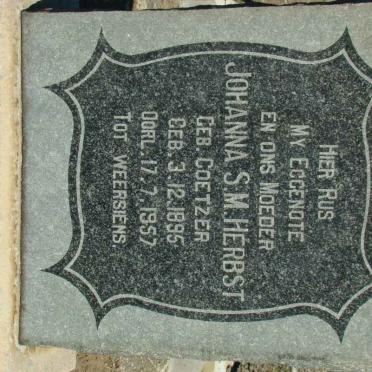 HIER RUS
MY EGGENOTE
EN ONS MOEDER
JOHANNA S.M. HERBST
GEB COETZER
GEB. 3.12.1895
OORL. 17.7.1957
TOT WEERSIENS.